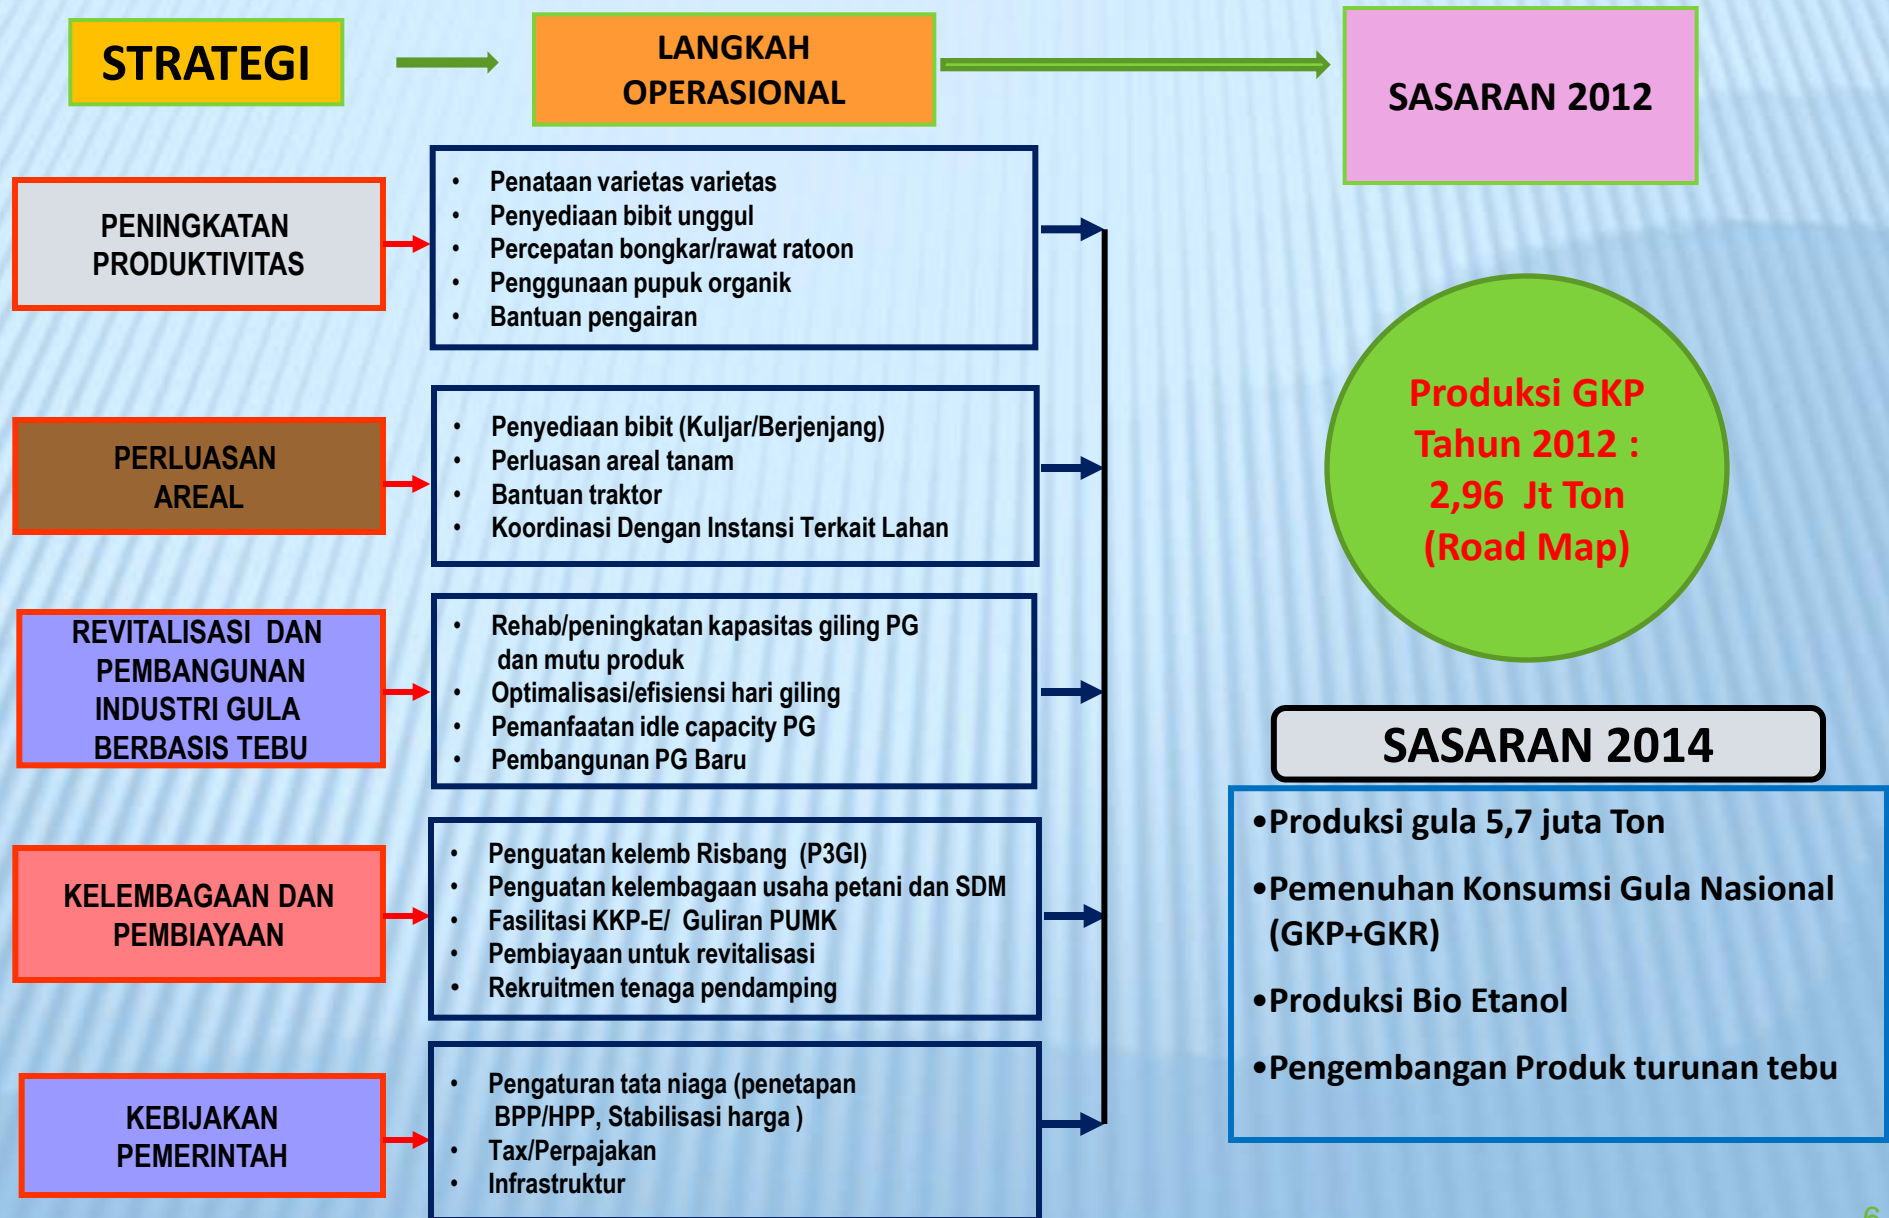 STRATEGI
LANGKAH
OPERASIONAL
SASARAN 2012
PENINGKATAN
PRODUKTIVITAS
• Penataan varietas varietas
• Penyediaan bibit unggul
• Percepatan bongkar/rawat ratoon
• Penggunaan pupuk organik
• Bantuan pengairan
PERLUASAN
AREAL
• Penyediaan bibit (Kuljar/Berjenjang)
• Perluasan areal tanam
• Bantuan traktor
• Koordinasi Dengan Instansi Terkait Lahan
REVITALISASI DAN
PEMBANGUNAN
INDUSTRI GULA
BERBASIS TEBU
• Rehab/peningkatan kapasitas giling PG
dan mutu produk
• Optimalisasi/efisiensi hari giling
• Pemanfaatan idle capacity PG
• Pembangunan PG Baru
KELEMBAGAAN DAN
PEMBIAYAAN
• Penguatan kelemb Risbang (P3GI)
• Penguatan kelembagaan usaha petani dan SDM
• Fasilitasi KKP-E/ Guliran PUMK
• Pembiayaan untuk revitalisasi
• Rekruitmen tenaga pendamping
KEBIJAKAN
PEMERINTAH
• Pengaturan tata niaga (penetapan
BPP/HPP, Stabilisasi harga )
• Tax/Perpajakan
• Infrastruktur
Produksi GKP
Tahun 2012 :
2,96 Jt Ton
(Road Map)
SASARAN 2014
•Produksi gula 5,7 juta Ton
•Pemenuhan Konsumsi Gula Nasional
(GKP+GKR)
•Produksi Bio Etanol
•Pengembangan Produk turunan tebu
6